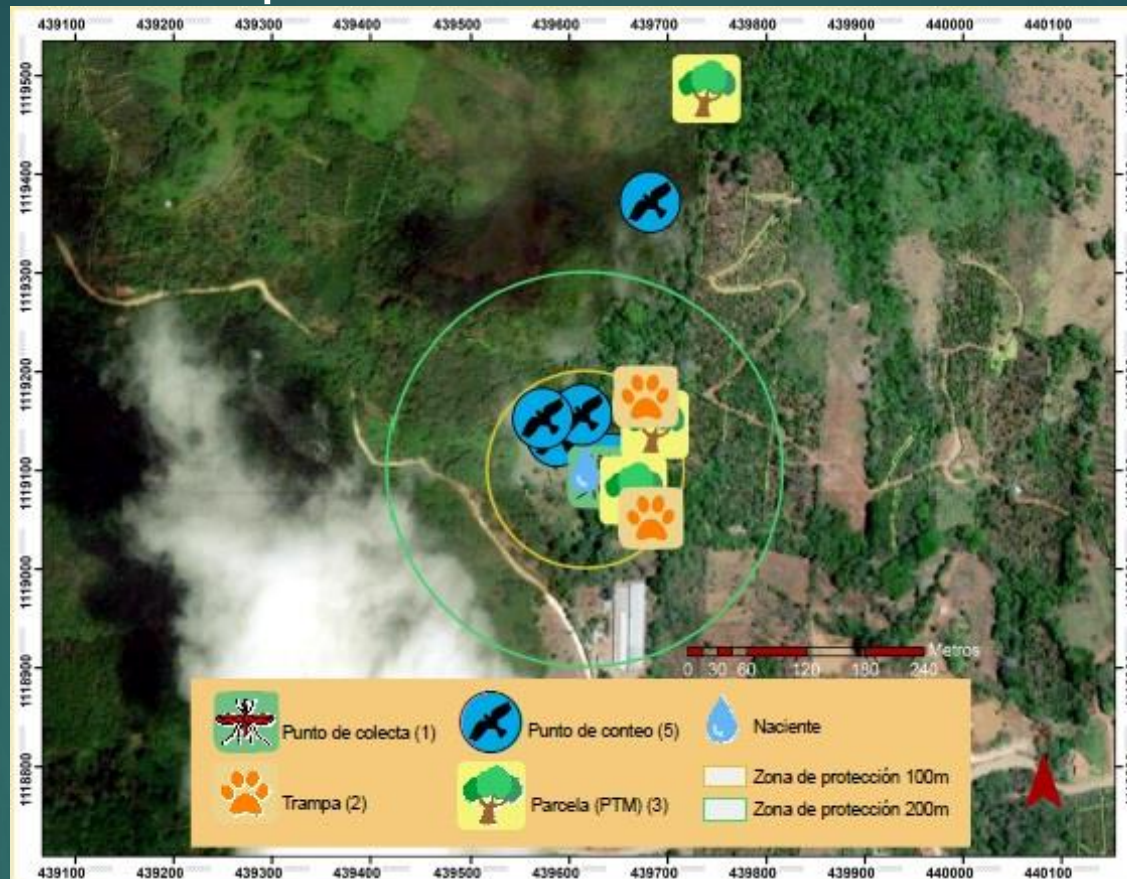 439100 439200 439300 439400 439500 439600 439700 439800 439900 440000 440100
1119500
1119400
1119300
1119200
1119100
1119000
1118900
1118800
Metros
0 30 60 120 180 240
Punto de colecta (1)
Punto de conteo (5)
Naciente
Trampa (2)
Parcela (PTM) (3)
Zona de protección 100m
Zona de protección 200m
439100 439200 439300 439400 439500 439600 439700 439800 439900 440000 440100